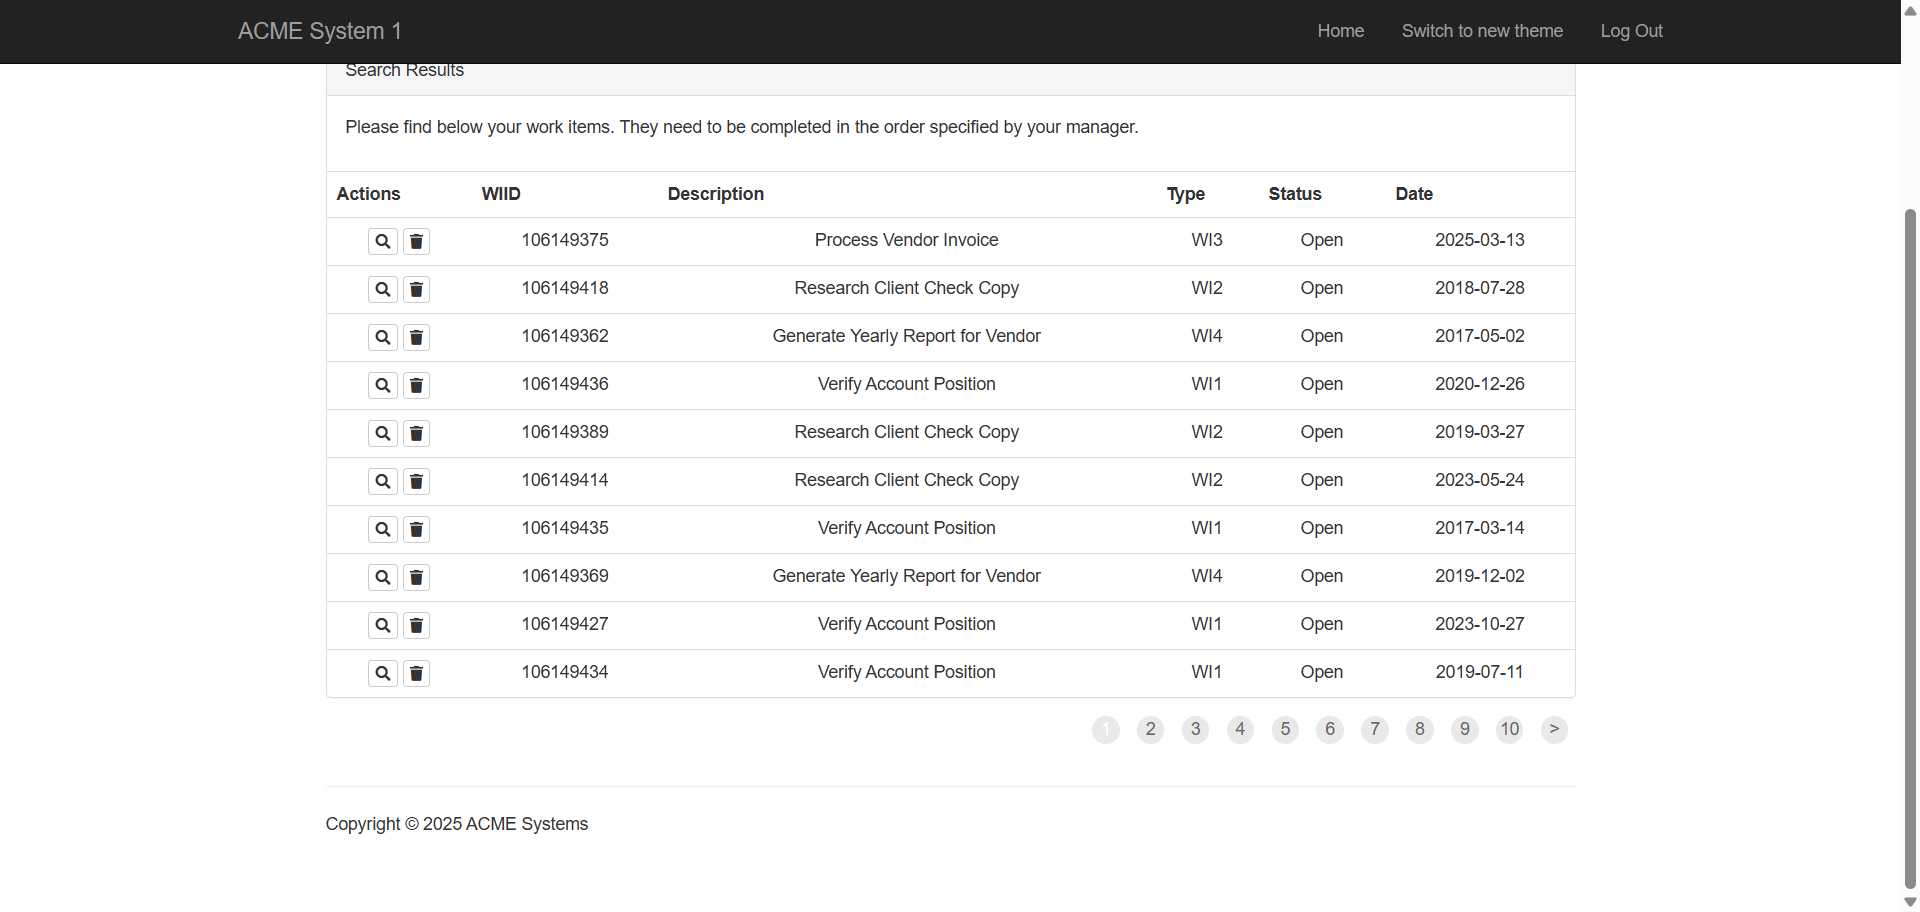 ACME System 1 Home Switch to new theme Log Out
Search Results
Please find below your work items. They need to be completed in the order specified by your manager.
Actions WIID Description Type Status Date
106149375 Process Vendor Invoice WI3 Open 2025-03-13
106149418 Research Client Check Copy WI2 Open 2018-07-28
106149362 Generate Yearly Report for Vendor WI4 Open 2017-05-02
106149436 Verify Account Position WI1 Open 2020-12-26
106149389 Research Client Check Copy WI2 Open 2019-03-27
106149414 Research Client Check Copy WI2 Open 2023-05-24
106149435 Verify Account Position WI1 Open 2017-03-14
106149369 Generate Yearly Report for Vendor WI4 Open 2019-12-02
106149427 Verify Account Position WI1 Open 2023-10-27
106149434 Verify Account Position WI1 Open 2019-07-11
1 2 3 4 5 6 7 8 9 10 >
Copyright © 2025 ACME Systems